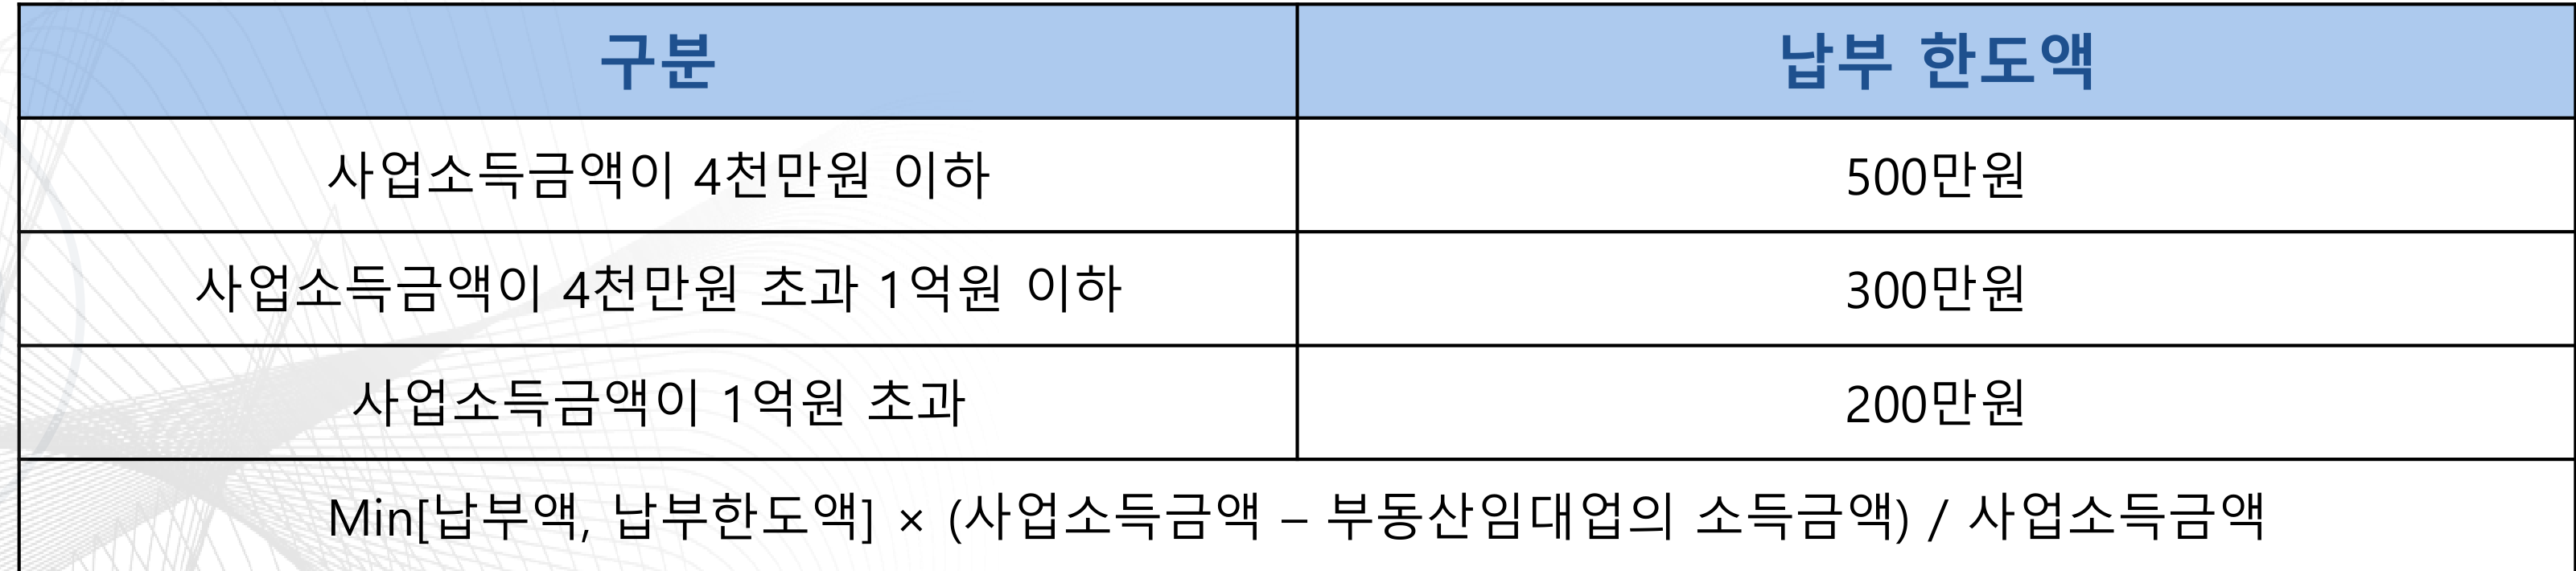 구분 납부 한도액
사업소득금액이 4천만원 이하 500만원
사업소득금액이 4천만원 초과 1억원 이하 300만원
사업소득금액이 1억원 초과 200만원
Min[납부액, 납부한도액] × (사업소득금액 – 부동산임대업의 소득금액) / 사업소득금액